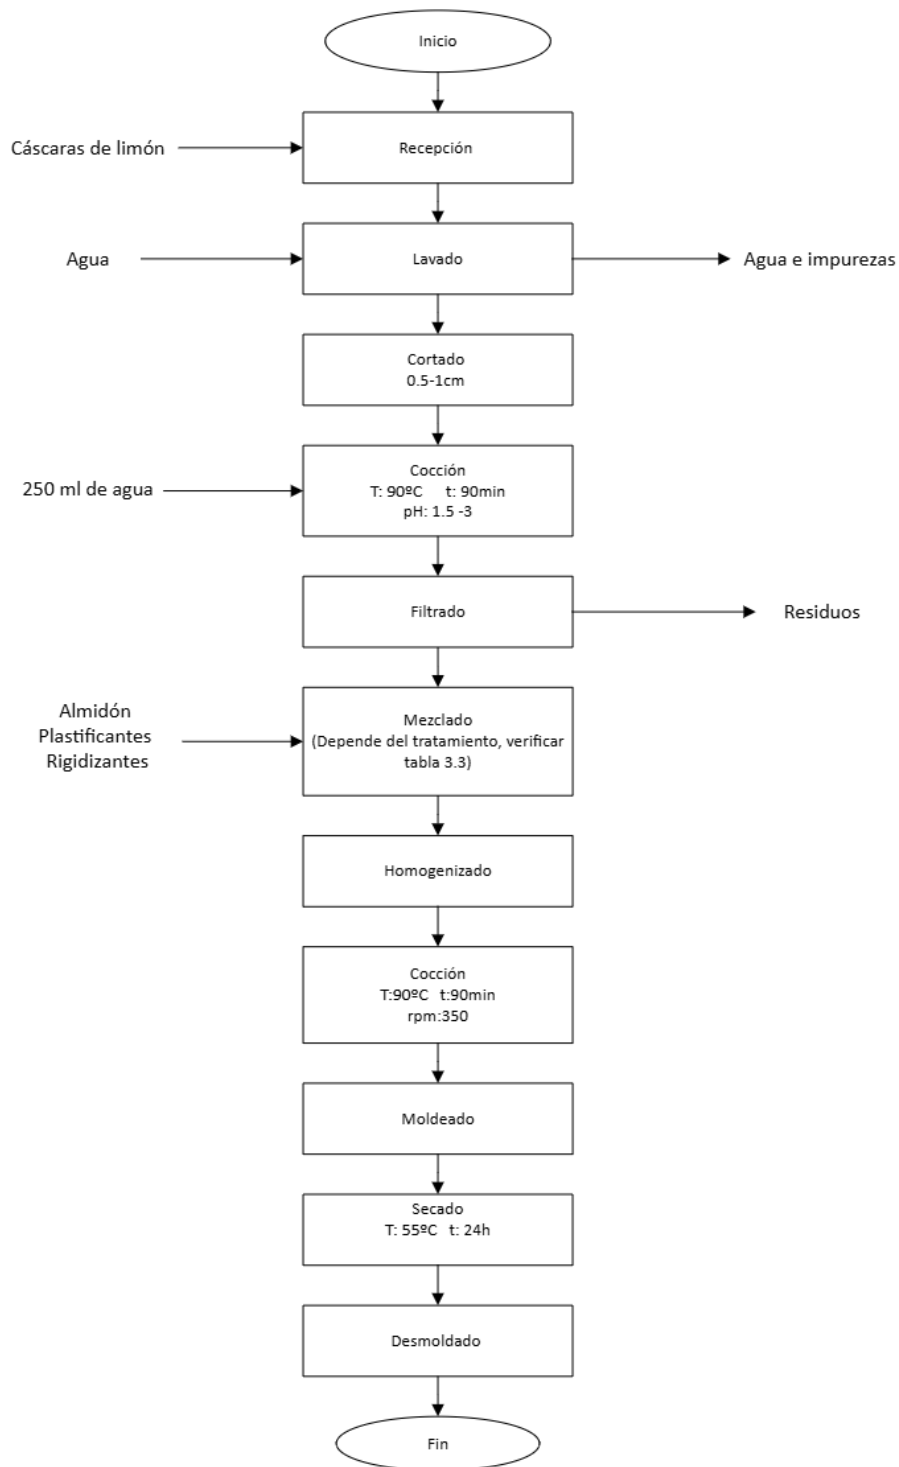 Inicio
Cáscaras de limón
Recepción
Agua
Lavado
Agua e impurezas
Cortado
0.5-1cm
250 ml de agua
Cocción
T: 90ºC t: 90min
pH: 1.5 -3
Filtrado
Residuos
Almidón
Plastificantes
Rigidizantes
Mezclado
(Depende del tratamiento, verificar
tabla 3.3)
Homogenizado
Cocción
T:90ºC t:90min
rpm:350
Moldeado
Secado
T: 55ºC t: 24h
Desmoldado
Fin